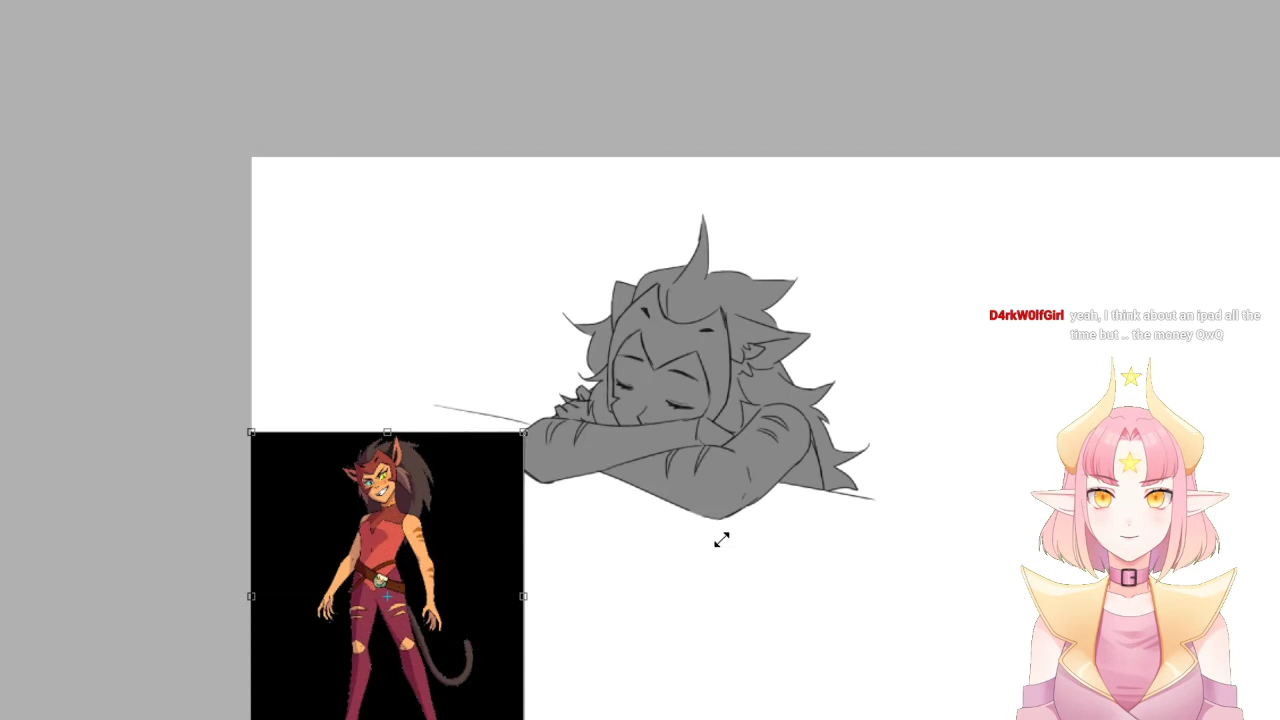 D4rkW0lfGirl yeah, I think about an ipad all the
time but .. the money QwQ